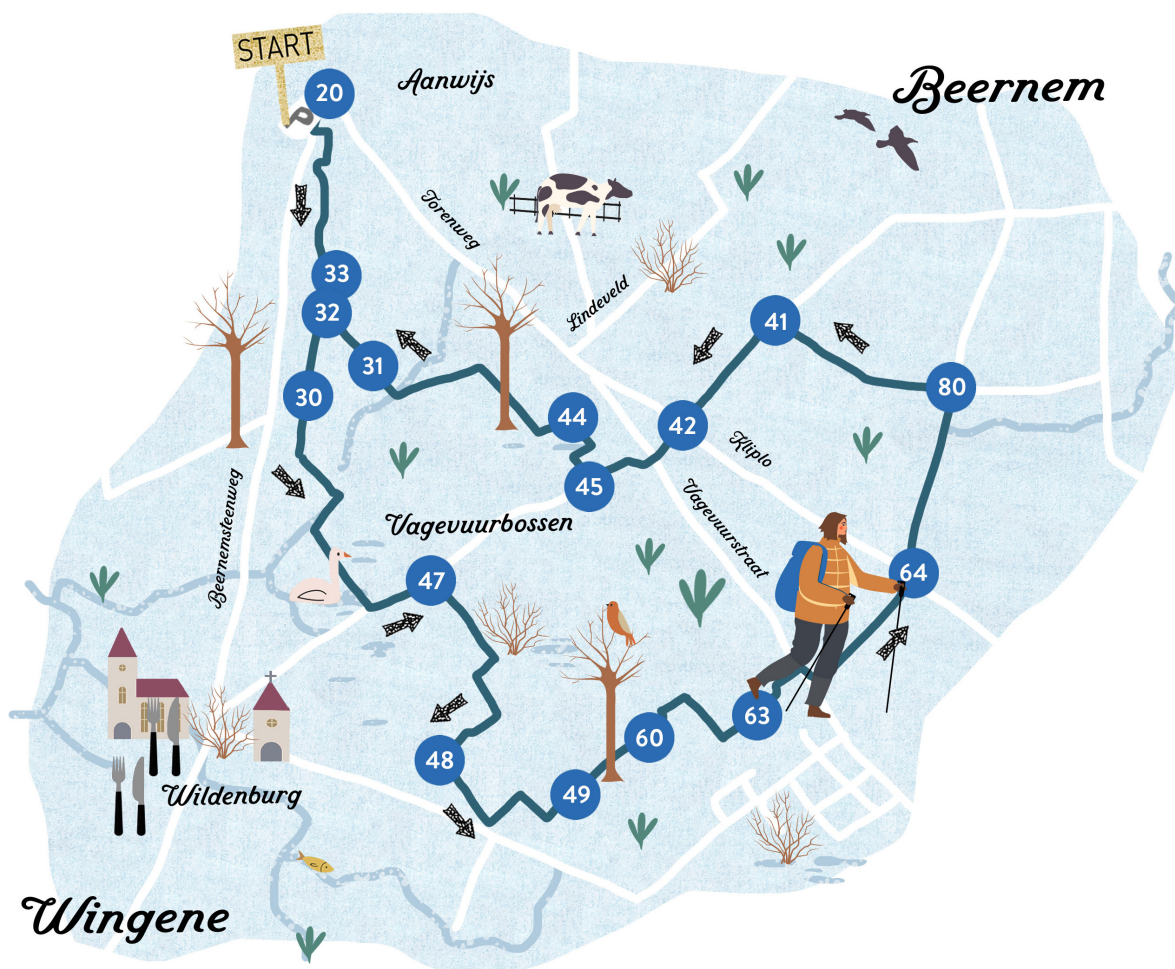 START
20
P
Aanwijs
Beernem
Torenweg
33
Lindeveld
32
41
31
80
30
44
42
Kliplo
45
Vagevuurstraat
Vagevuurbossen
Beernemsteenweg
47
64
63
60
48
49
Wildenburg
Wingene